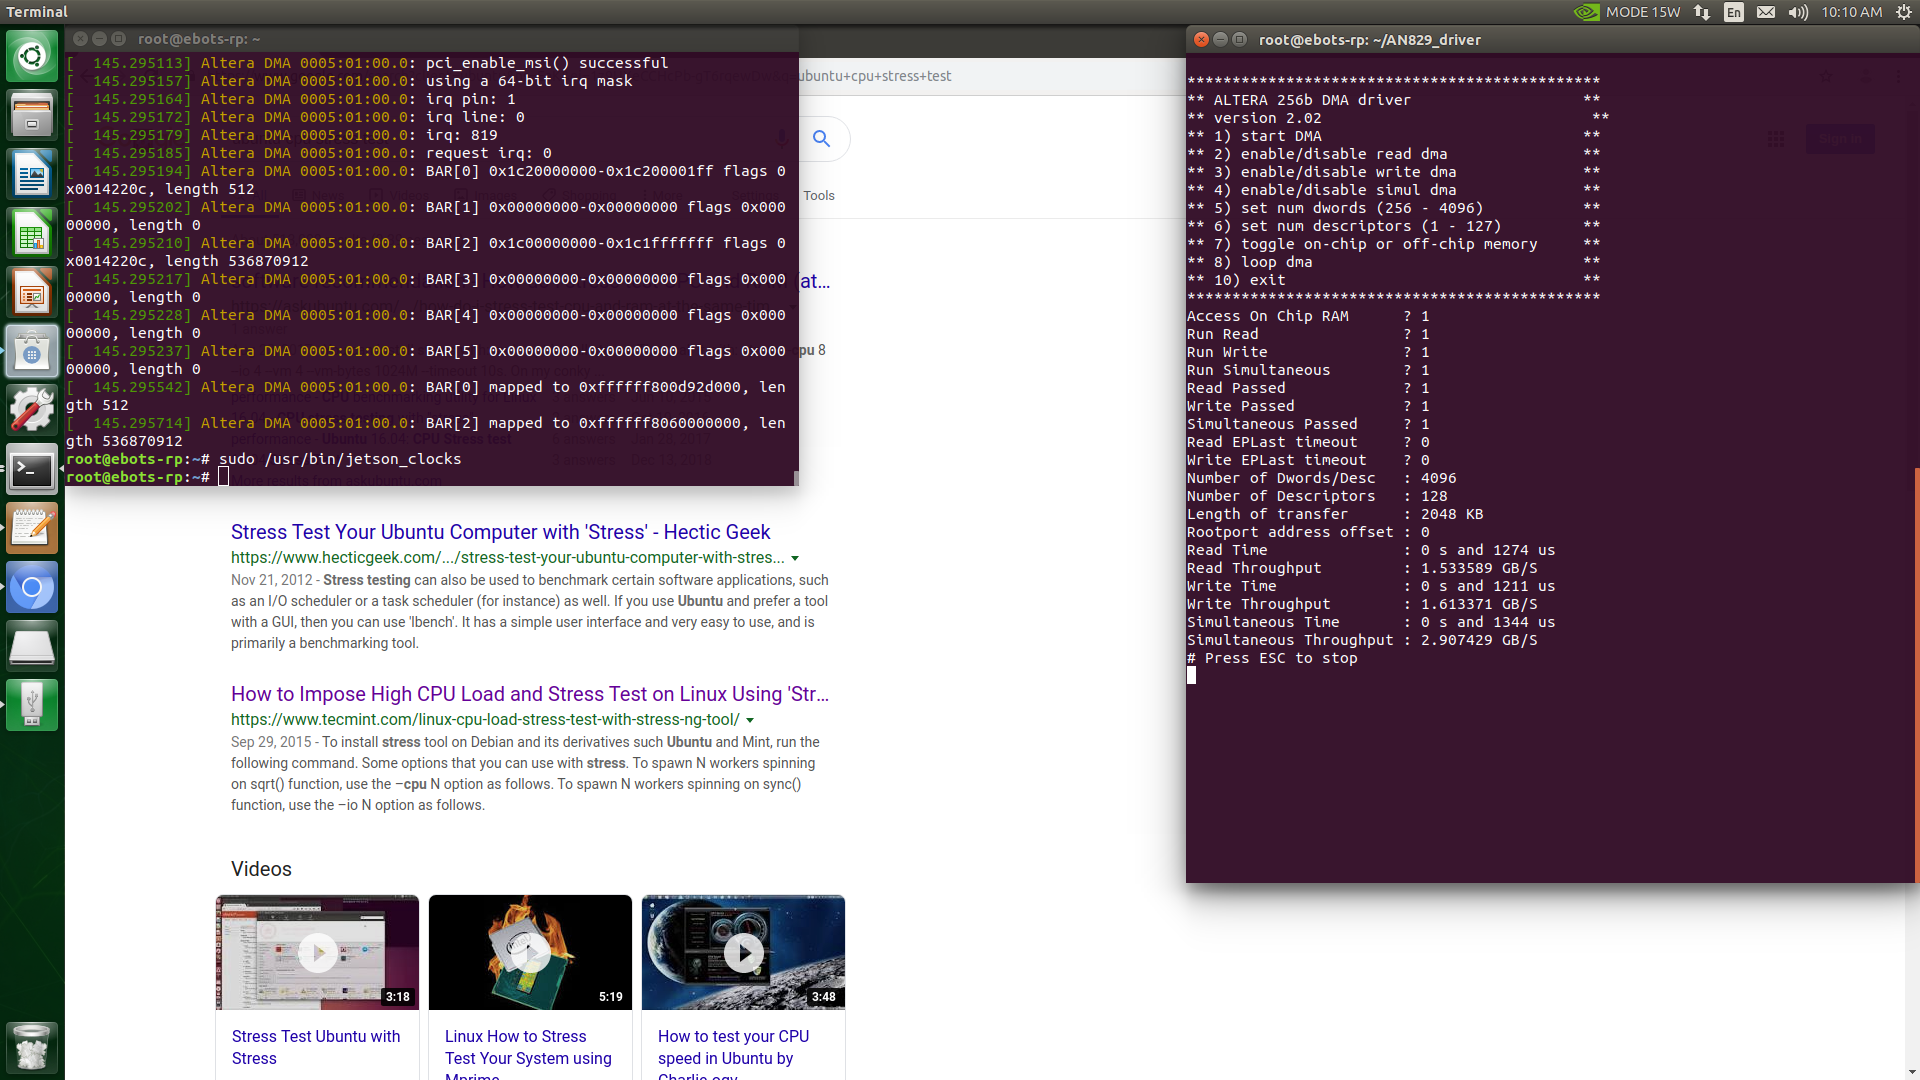 Terminal
MODE 15W
En
10:10 AM
root@ebots-rp: ~
[  145.295113] Altera DMA 0005:01:00.0: pci_enable_msi() successful
[  145.295157] Altera DMA 0005:01:00.0: using a 64-bit irq mask
[  145.295164] Altera DMA 0005:01:00.0: irq pin: 1
[  145.295172] Altera DMA 0005:01:00.0: irq line: 0
[  145.295179] Altera DMA 0005:01:00.0: irq: 819
[  145.295185] Altera DMA 0005:01:00.0: request irq: 0
[  145.295194] Altera DMA 0005:01:00.0: BAR[0] 0x1c20000000-0x1c200001ff flags 0
x0014220c, length 512
[  145.295202] Altera DMA 0005:01:00.0: BAR[1] 0x00000000-0x00000000 flags 0x000
00000, length 0
[  145.295210] Altera DMA 0005:01:00.0: BAR[2] 0x1c00000000-0x1c1fffffff flags 0
x0014220c, length 536870912
[  145.295217] Altera DMA 0005:01:00.0: BAR[3] 0x00000000-0x00000000 flags 0x000
00000, length 0
[  145.295228] Altera DMA 0005:01:00.0: BAR[4] 0x00000000-0x00000000 flags 0x000
00000, length 0
[  145.295237] Altera DMA 0005:01:00.0: BAR[5] 0x00000000-0x00000000 flags 0x000
00000, length 0
[  145.295542] Altera DMA 0005:01:00.0: BAR[0] mapped to 0xffffff800d92d000, len
gth 512
[  145.295714] Altera DMA 0005:01:00.0: BAR[2] mapped to 0xffffff8060000000, len
gth 536870912
root@ebots-rp:~# sudo /usr/bin/jetson_clocks
root@ebots-rp:~#
ubuntu+cpu+stress+test
Tools
(at...
cpu 8
Stress Test Your Ubuntu Computer with 'Stress' - Hectic Geek
https://www.hecticgeek.com/.../stress-test-your-ubuntu-computer-with-stres...
Nov 21, 2012 - Stress testing can also be used to benchmark certain software applications, such
as an I/O scheduler or a task scheduler (for instance) as well. If you use Ubuntu and prefer a tool
with a GUI, then you can use 'lbench'. It has a simple user interface and very easy to use, and is
primarily a benchmarking tool.
How to Impose High CPU Load and Stress Test on Linux Using 'Str...
https://www.tecmint.com/linux-cpu-load-stress-test-with-stress-ng-tool/
Sep 29, 2015 - To install stress tool on Debian and its derivatives such Ubuntu and Mint, run the
following command. Some options that you can use with stress. To spawn N workers spinning
on sqrt() function, use the –cpu N option as follows. To spawn N workers spinning on sync()
function, use the –io N option as follows.
Videos
3:18
5:19
3:48
Stress Test Ubuntu with
Stress
Linux How to Stress
Test Your System using
Mprime
How to test your CPU
speed in Ubuntu by
Charlie ogy
root@ebots-rp: ~/AN829_driver
Sign in
**********************************************
** ALTERA 256b DMA driver                   **
** version 2.02                              **
** 1) start DMA                             **
** 2) enable/disable read dma               **
** 3) enable/disable write dma              **
** 4) enable/disable simul dma              **
** 5) set num dwords (256 - 4096)           **
** 6) set num descriptors (1 - 127)         **
** 7) toggle on-chip or off-chip memory     **
** 8) loop dma                              **
** 10) exit                                 **
**********************************************
Access On Chip RAM      ? 1
Run Read                ? 1
Run Write               ? 1
Run Simultaneous        ? 1
Read Passed             ? 1
Write Passed            ? 1
Simultaneous Passed     ? 1
Read EPLast timeout     ? 0
Write EPLast timeout    ? 0
Number of Dwords/Desc   : 4096
Number of Descriptors   : 128
Length of transfer      : 2048 KB
Rootport address offset : 0
Read Time               : 0 s and 1274 us
Read Throughput         : 1.533589 GB/S
Write Time              : 0 s and 1211 us
Write Throughput        : 1.613371 GB/S
Simultaneous Time       : 0 s and 1344 us
Simultaneous Throughput : 2.907429 GB/S
# Press ESC to stop